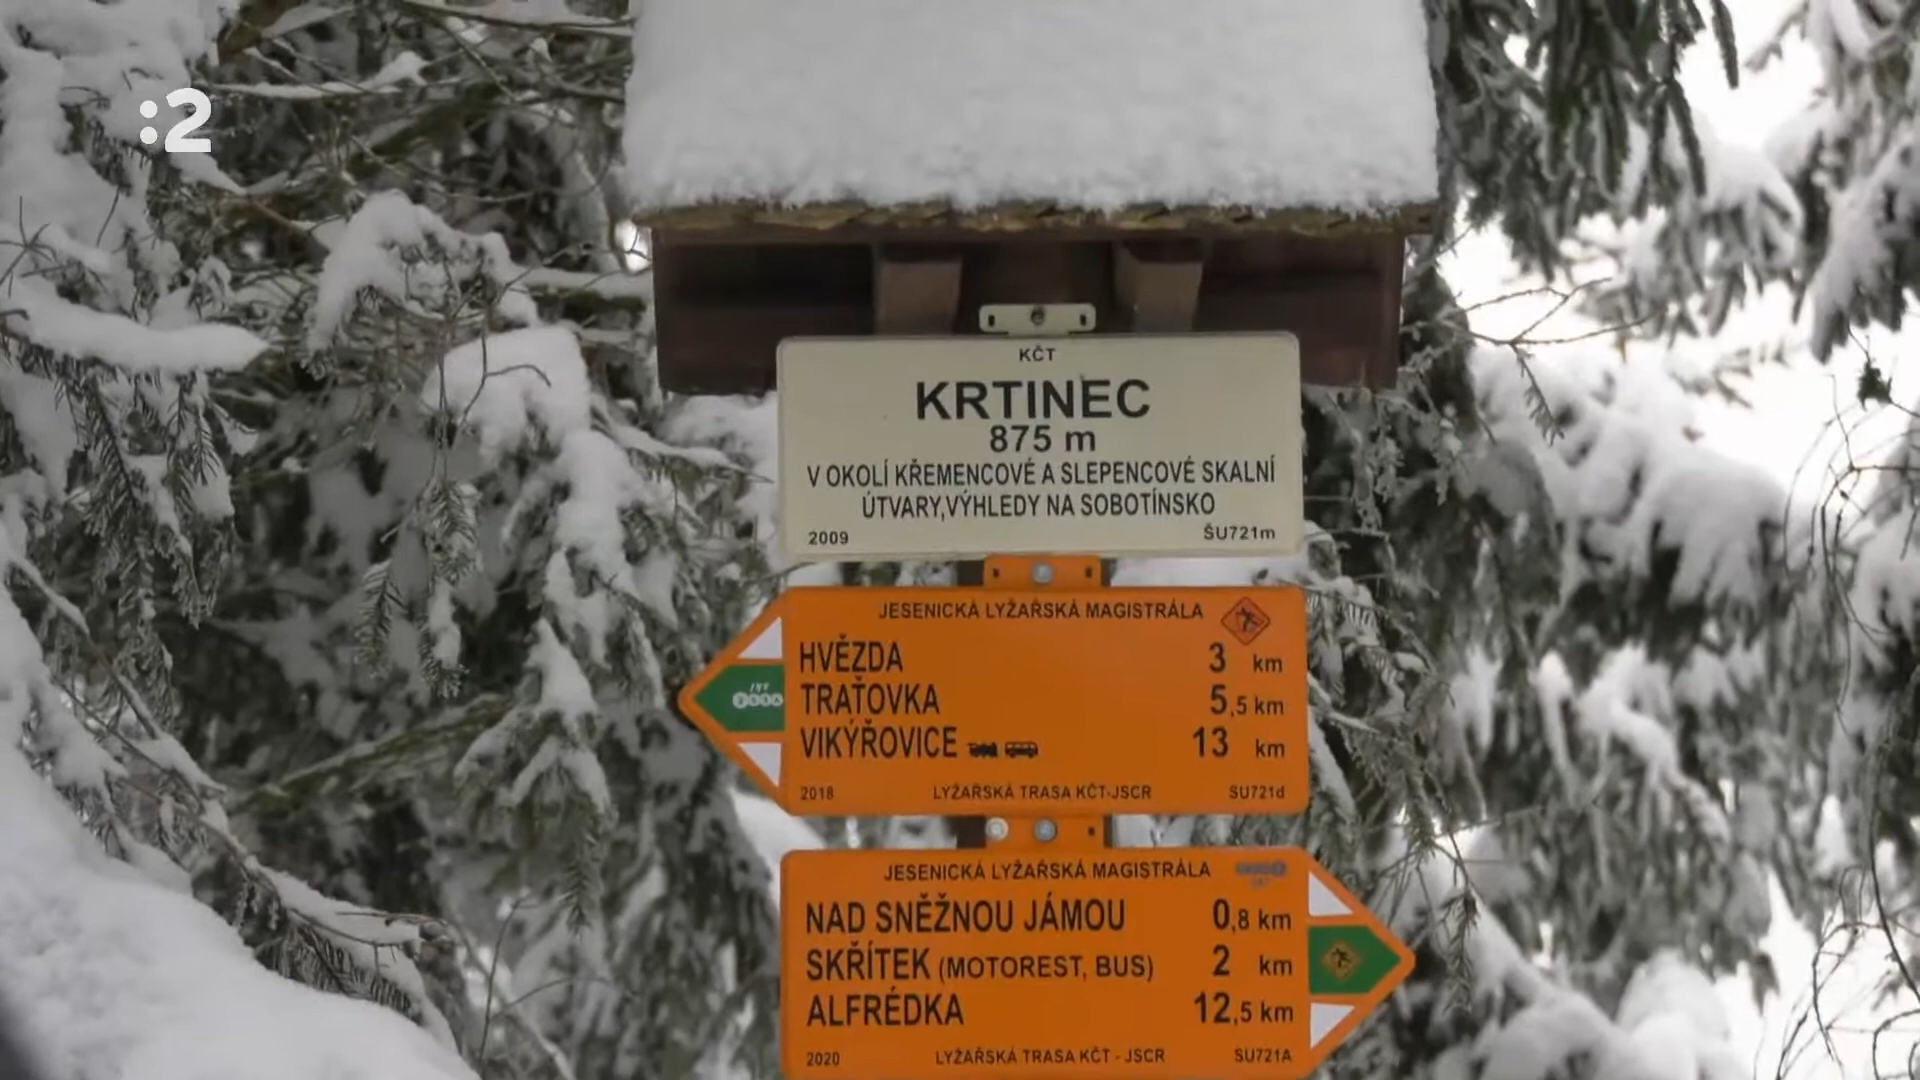 :2
KČT
KRTINEC
875 m
V OKOLÍ KŘEMENCOVÉ A SLEPENCOVÉ SKALNÍ
ÚTVARY,VÝHLEDY NA SOBOTÍNSKO
2009 ŠU721m
JESENICKÁ LYŽAŘSKÁ MAGISTRÁLA
HVĚZDA 3 km
TRAŤOVKA 5,5 km
VIKÝŘOVICE 13 km
2018 LYŽAŘSKÁ TRASA KČT-JSCR SU721d
JESENICKÁ LYŽAŘSKÁ MAGISTRÁLA
NAD SNĚŽNOU JÁMOU 0,8 km
SKŘÍTEK (MOTOREST, BUS) 2 km
ALFRÉDKA 12,5 km
2020 LYŽAŘSKÁ TRASA KČT - JSCR SU721A